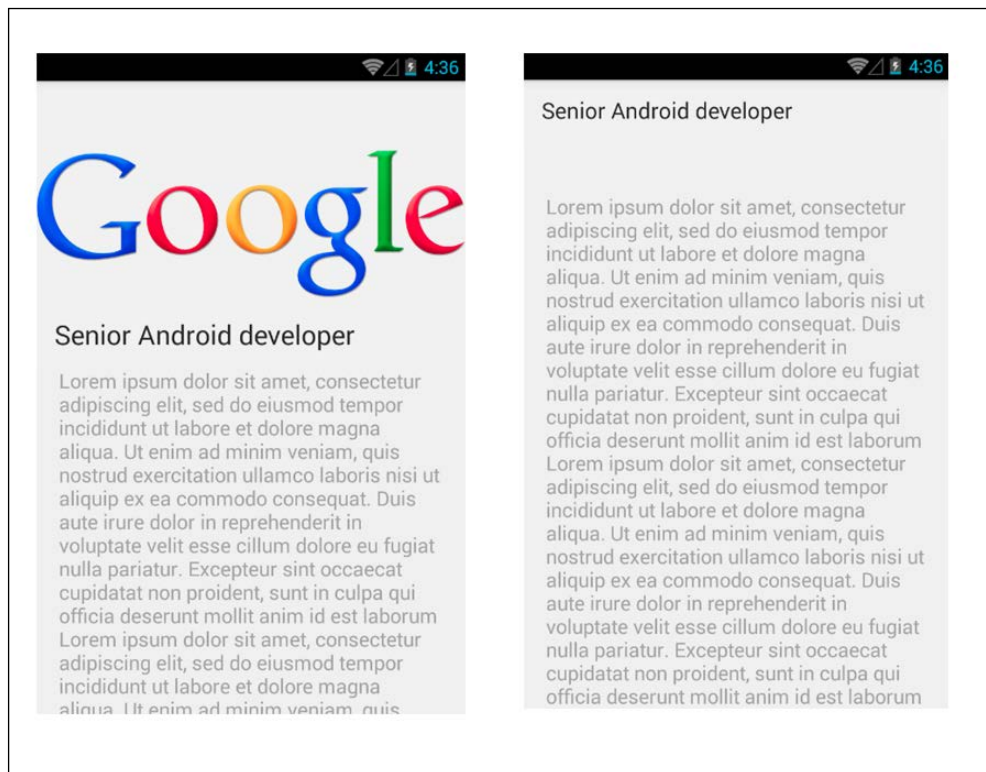 4:36
Google
Senior Android developer
Lorem ipsum dolor sit amet, consectetur
adipiscing elit, sed do eiusmod tempor
incididunt ut labore et dolore magna
aliqua. Ut enim ad minim veniam, quis
nostrud exercitation ullamco laboris nisi ut
aliquip ex ea commodo consequat. Duis
aute irure dolor in reprehenderit in
voluptate velit esse cillum dolore eu fugiat
nulla pariatur. Excepteur sint occaecat
cupidatat non proident, sunt in culpa qui
officia deserunt mollit anim id est laborum
Lorem ipsum dolor sit amet, consectetur
adipiscing elit, sed do eiusmod tempor
incididunt ut labore et dolore magna
aliqua. Ut enim ad minim veniam, quis
4:36
Senior Android developer
Lorem ipsum dolor sit amet, consectetur
adipiscing elit, sed do eiusmod tempor
incididunt ut labore et dolore magna
aliqua. Ut enim ad minim veniam, quis
nostrud exercitation ullamco laboris nisi ut
aliquip ex ea commodo consequat. Duis
aute irure dolor in reprehenderit in
voluptate velit esse cillum dolore eu fugiat
nulla pariatur. Excepteur sint occaecat
cupidatat non proident, sunt in culpa qui
officia deserunt mollit anim id est laborum
Lorem ipsum dolor sit amet, consectetur
adipiscing elit, sed do eiusmod tempor
incididunt ut labore et dolore magna
aliqua. Ut enim ad minim veniam, quis
nostrud exercitation ullamco laboris nisi ut
aliquip ex ea commodo consequat. Duis
aute irure dolor in reprehenderit in
voluptate velit esse cillum dolore eu fugiat
nulla pariatur. Excepteur sint occaecat
cupidatat non proident, sunt in culpa qui
officia deserunt mollit anim id est laborum